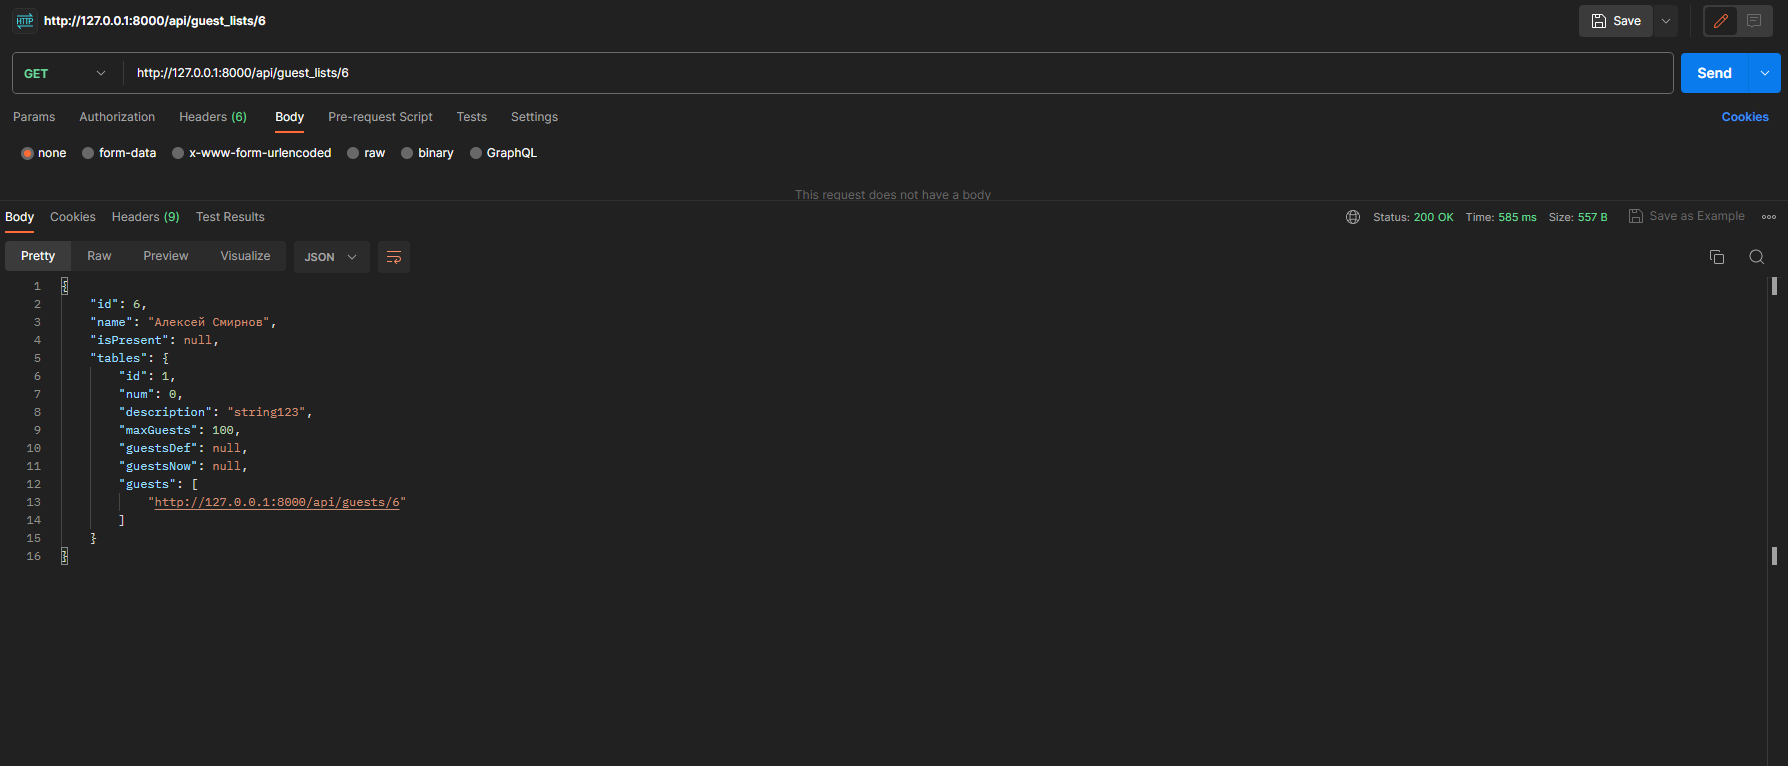 HTTP http://127.0.0.1:8000/api/guest_lists/6 Save
GET http://127.0.0.1:8000/api/guest_lists/6 Send
Params Authorization Headers (6) Body Pre-request Script Tests Settings Cookies
none form-data x-www-form-urlencoded raw binary GraphQL
This request does not have a body
Body Cookies Headers (9) Test Results Status: 200 OK Time: 585 ms Size: 557 B Save as Example
Pretty Raw Preview Visualize JSON
1 {
2 "id": 6,
3 "name": "Алексей Смирнов",
4 "isPresent": null,
5 "tables": {
6 "id": 1,
7 "num": 0,
8 "description": "string123",
9 "maxGuests": 100,
10 "guestsDef": null,
11 "guestsNow": null,
12 "guests": [
13 "http://127.0.0.1:8000/api/guests/6"
14 ]
15 }
16 }